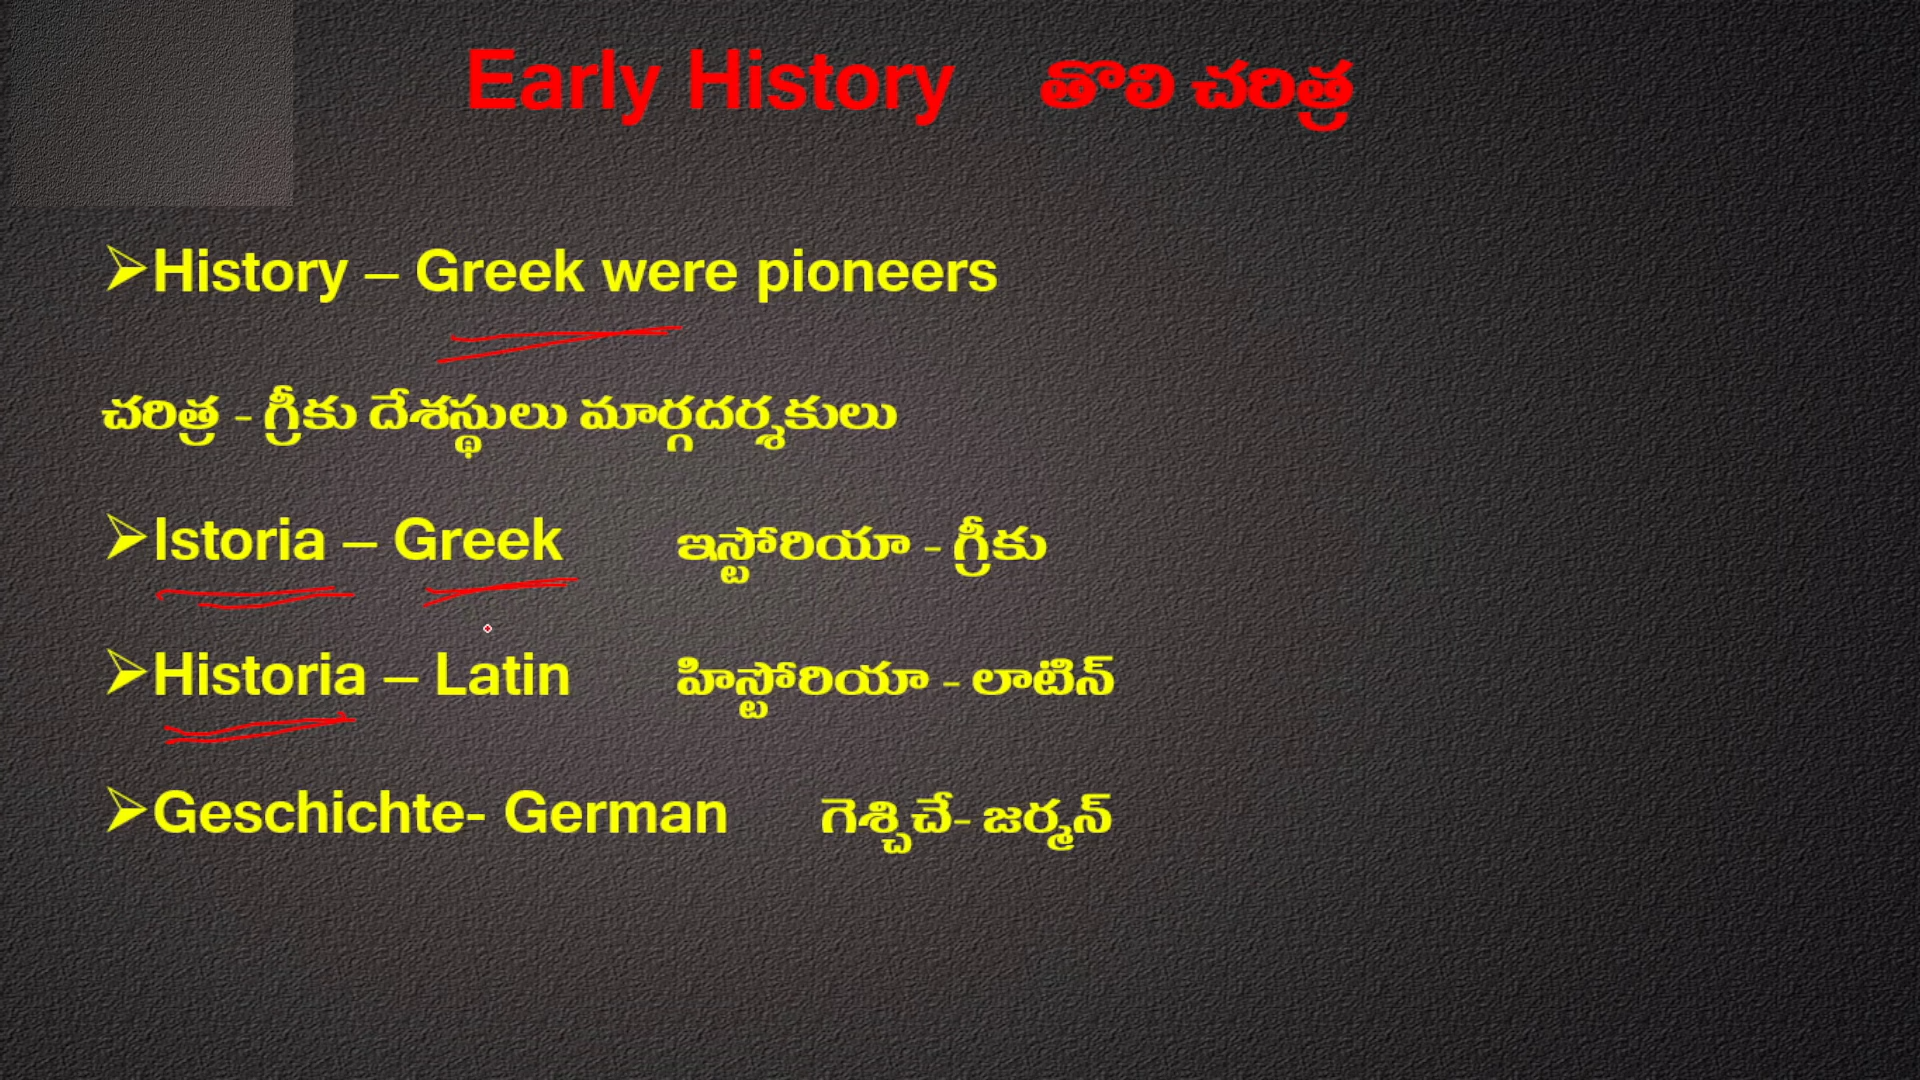 Early History తొలి చరిత్ర
➢History – Greek were pioneers
చరిత్ర - గ్రీకు దేశస్థులు మార్గదర్శకులు
➢Istoria – Greek ఇస్టోరియా - గ్రీకు
➢Historia – Latin హిస్టోరియా - లాటిన్
➢Geschichte- German గెశ్చిచే- జర్మన్